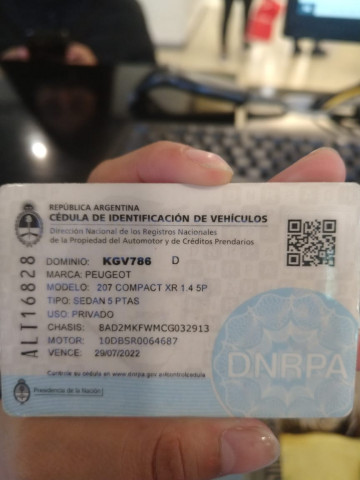 REPÚBLICA ARGENTINA
CÉDULA DE IDENTIFICACIÓN DE VEHÍCULOS
Dirección Nacional de los Registros Nacionales
de la Propiedad del Automotor y de Créditos Prendarios
DOMINIO: KGV786 D
MARCA: PEUGEOT
MODELO: 207 COMPACT XR 1.4 5P
TIPO: SEDAN 5 PTAS
USO: PRIVADO
CHASIS: 8AD2MKFWMCG032913
MOTOR: 10DBSR0064687
VENCE: 29/07/2022
Controle su cédula en www.dnrpa.gov.ar/controlcedula
Presidencia de la Nación
ALT16828
DNRPA